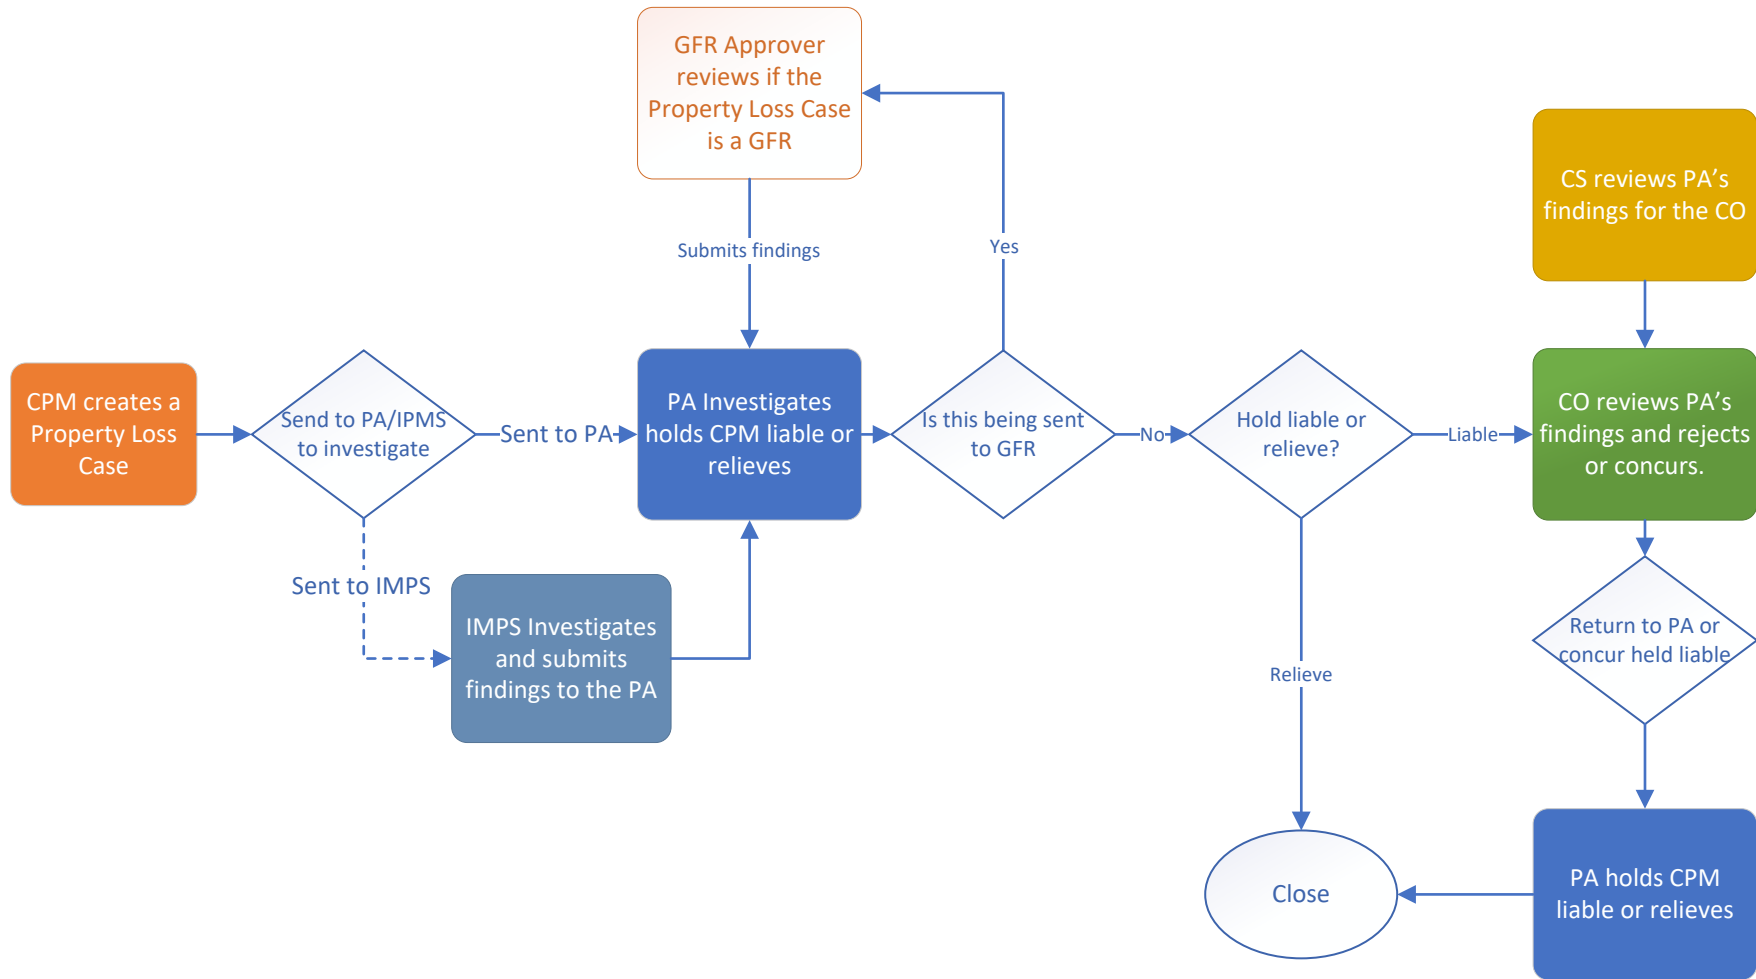 GFR Approver
reviews if the
Property Loss Case
is a GFR
CS reviews PA’s
findings for the CO
Submits findings
Yes
CPM creates a
Property Loss
Case
Send to PA/IPMS
to investigate
Sent to PA
PA Investigates
holds CPM liable or
relieves
Is this being sent
to GFR
No
Hold liable or
relieve?
Liable
CO reviews PA’s
findings and rejects
or concurs.
Sent to IMPS
IMPS Investigates
and submits
findings to the PA
Relieve
Return to PA or
concur held liable
Close
PA holds CPM
liable or relieves